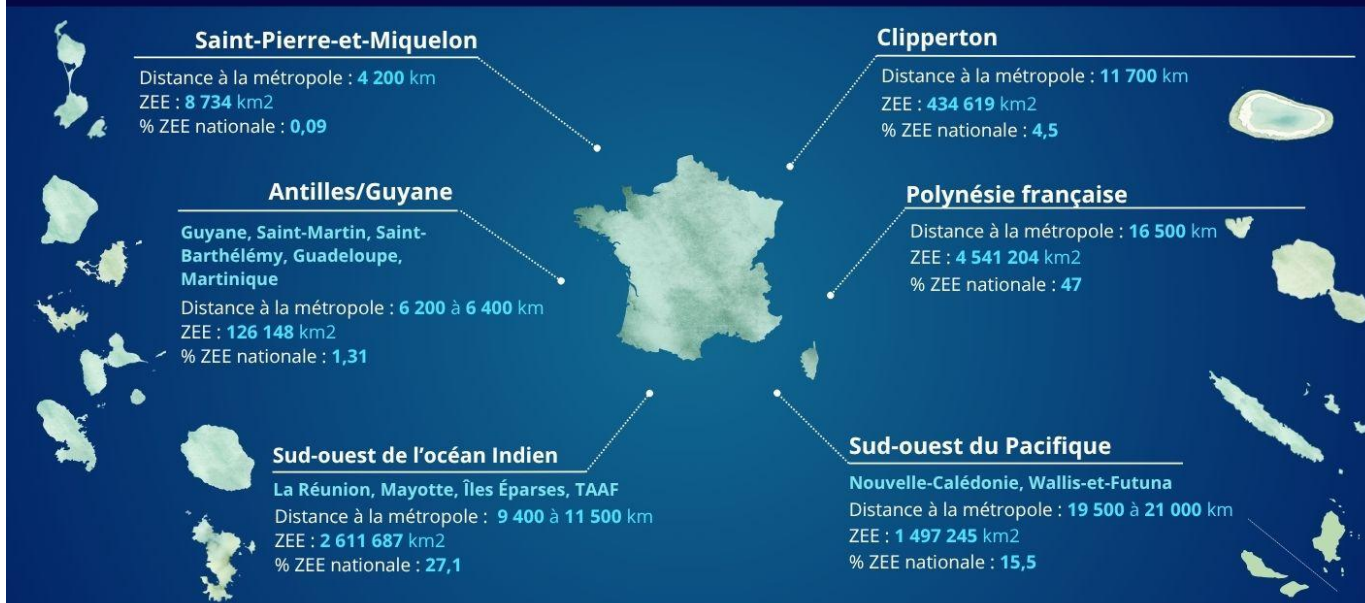 Saint-Pierre-et-Miquelon
Distance à la métropole : 4 200 km
ZEE : 8 734 km2
% ZEE nationale : 0,09
Antilles/Guyane
Guyane, Saint-Martin, Saint-
Barthélémy, Guadeloupe,
Martinique
Distance à la métropole : 6 200 à 6 400 km
ZEE : 126 148 km2
% ZEE nationale : 1,31
Sud-ouest de l’océan Indien
La Réunion, Mayotte, Îles Éparses, TAAF
Distance à la métropole : 9 400 à 11 500 km
ZEE : 2 611 687 km2
% ZEE nationale : 27,1
Clipperton
Distance à la métropole : 11 700 km
ZEE : 434 619 km2
% ZEE nationale : 4,5
Polynésie française
Distance à la métropole : 16 500 km
ZEE : 4 541 204 km2
% ZEE nationale : 47
Sud-ouest du Pacifique
Nouvelle-Calédonie, Wallis-et-Futuna
Distance à la métropole : 19 500 à 21 000 km
ZEE : 1 497 245 km2
% ZEE nationale : 15,5